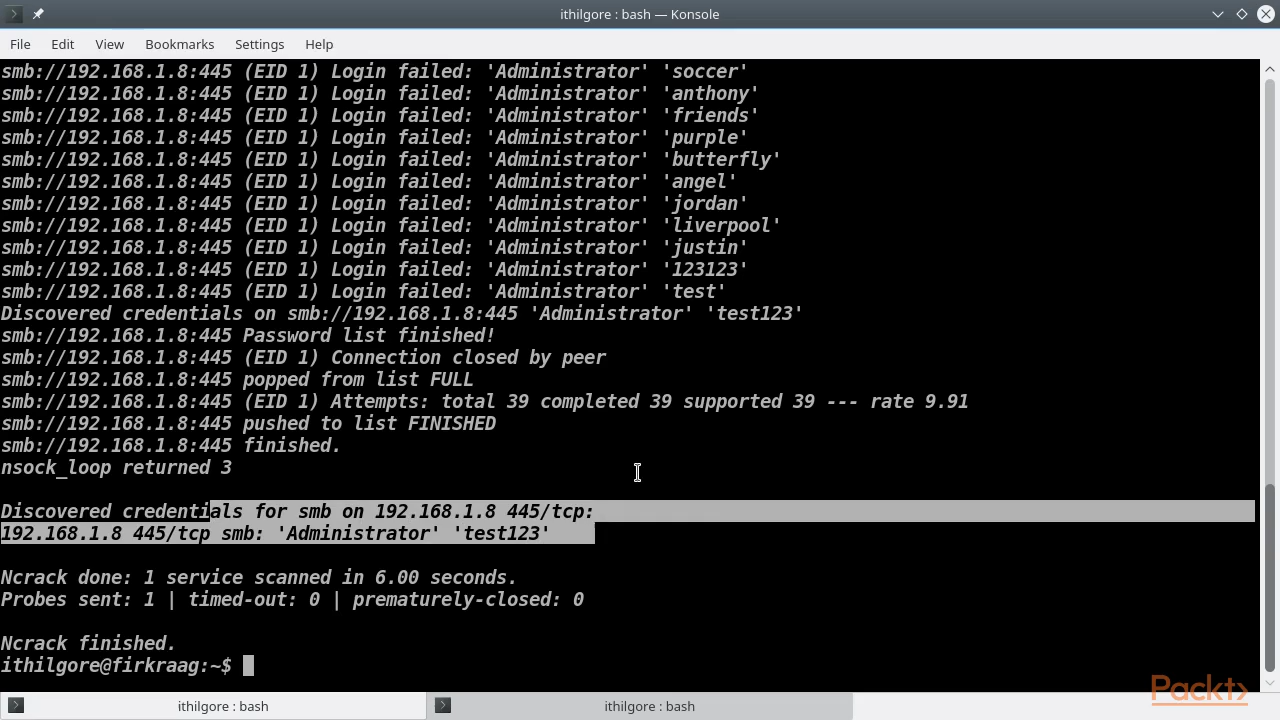 ithilgore : bash — Konsole
File Edit View Bookmarks Settings Help
smb://192.168.1.8:445 (EID 1) Login failed: 'Administrator' 'soccer'
smb://192.168.1.8:445 (EID 1) Login failed: 'Administrator' 'anthony'
smb://192.168.1.8:445 (EID 1) Login failed: 'Administrator' 'friends'
smb://192.168.1.8:445 (EID 1) Login failed: 'Administrator' 'purple'
smb://192.168.1.8:445 (EID 1) Login failed: 'Administrator' 'butterfly'
smb://192.168.1.8:445 (EID 1) Login failed: 'Administrator' 'angel'
smb://192.168.1.8:445 (EID 1) Login failed: 'Administrator' 'jordan'
smb://192.168.1.8:445 (EID 1) Login failed: 'Administrator' 'liverpool'
smb://192.168.1.8:445 (EID 1) Login failed: 'Administrator' 'justin'
smb://192.168.1.8:445 (EID 1) Login failed: 'Administrator' '123123'
smb://192.168.1.8:445 (EID 1) Login failed: 'Administrator' 'test'
Discovered credentials on smb://192.168.1.8:445 'Administrator' 'test123'
smb://192.168.1.8:445 Password list finished!
smb://192.168.1.8:445 (EID 1) Connection closed by peer
smb://192.168.1.8:445 popped from list FULL
smb://192.168.1.8:445 (EID 1) Attempts: total 39 completed 39 supported 39 --- rate 9.91
smb://192.168.1.8:445 pushed to list FINISHED
smb://192.168.1.8:445 finished.
nsock_loop returned 3
Discovered credentials for smb on 192.168.1.8 445/tcp:
192.168.1.8 445/tcp smb: 'Administrator' 'test123'
Ncrack done: 1 service scanned in 6.00 seconds.
Probes sent: 1 | timed-out: 0 | prematurely-closed: 0
Ncrack finished.
ithilgore@firkraag:~$
Packt>
ithilgore : bash
ithilgore : bash